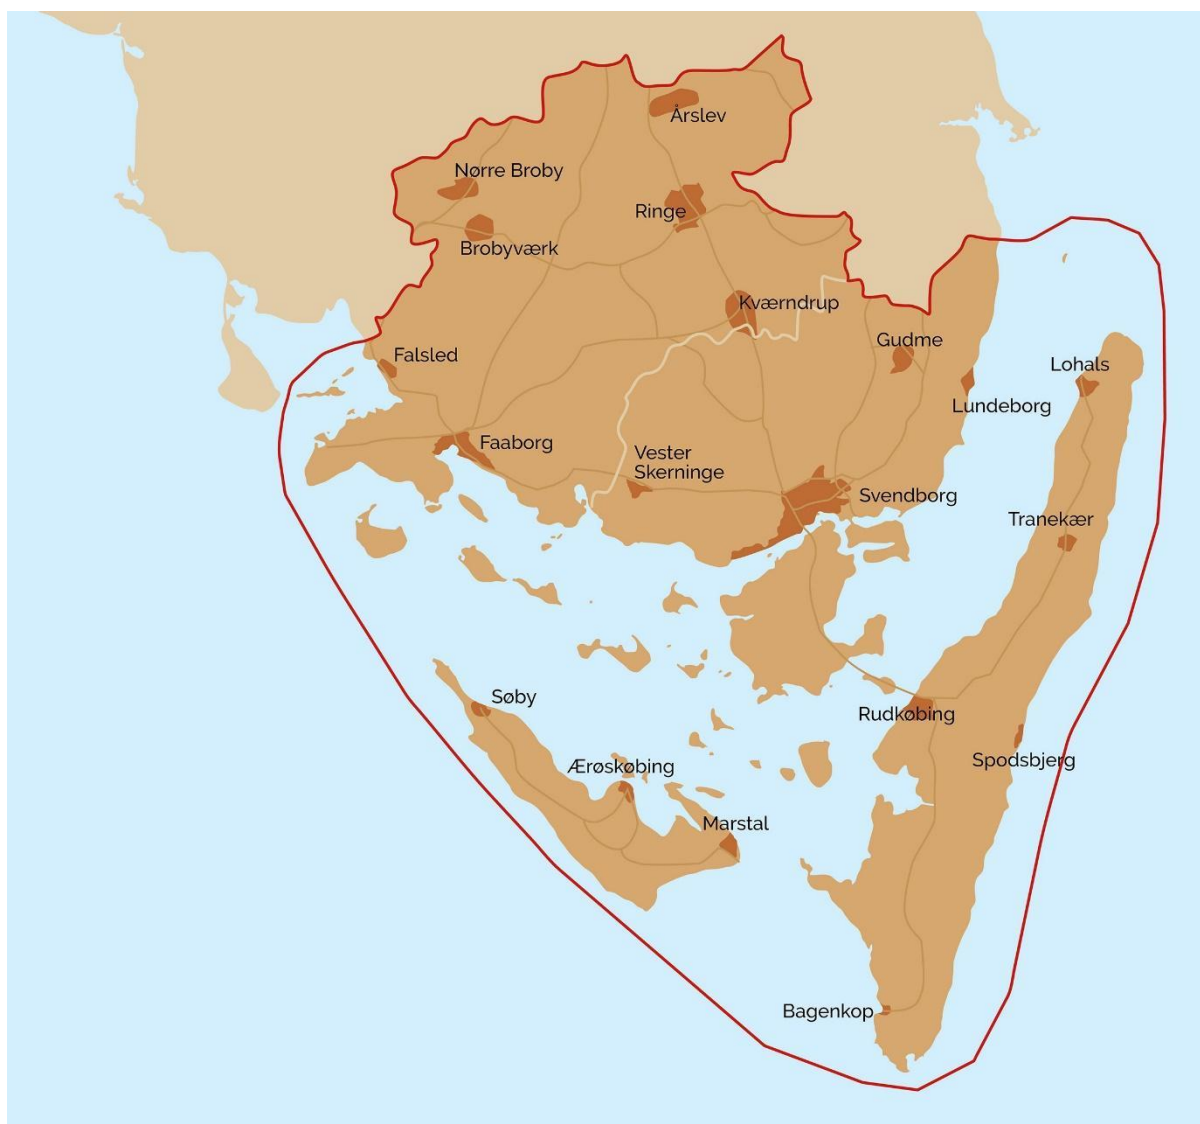 Årslev
Nørre Broby
Ringe
Brobyværk
Kværndrup
Gudme
Falsled
Lohals
Lundeborg
Faaborg
Vester
Skerninge
Svendborg
Tranekær
Søby
Rudkøbing
Spodsbjerg
Ærøskøbing
Marstal
Bagenkop